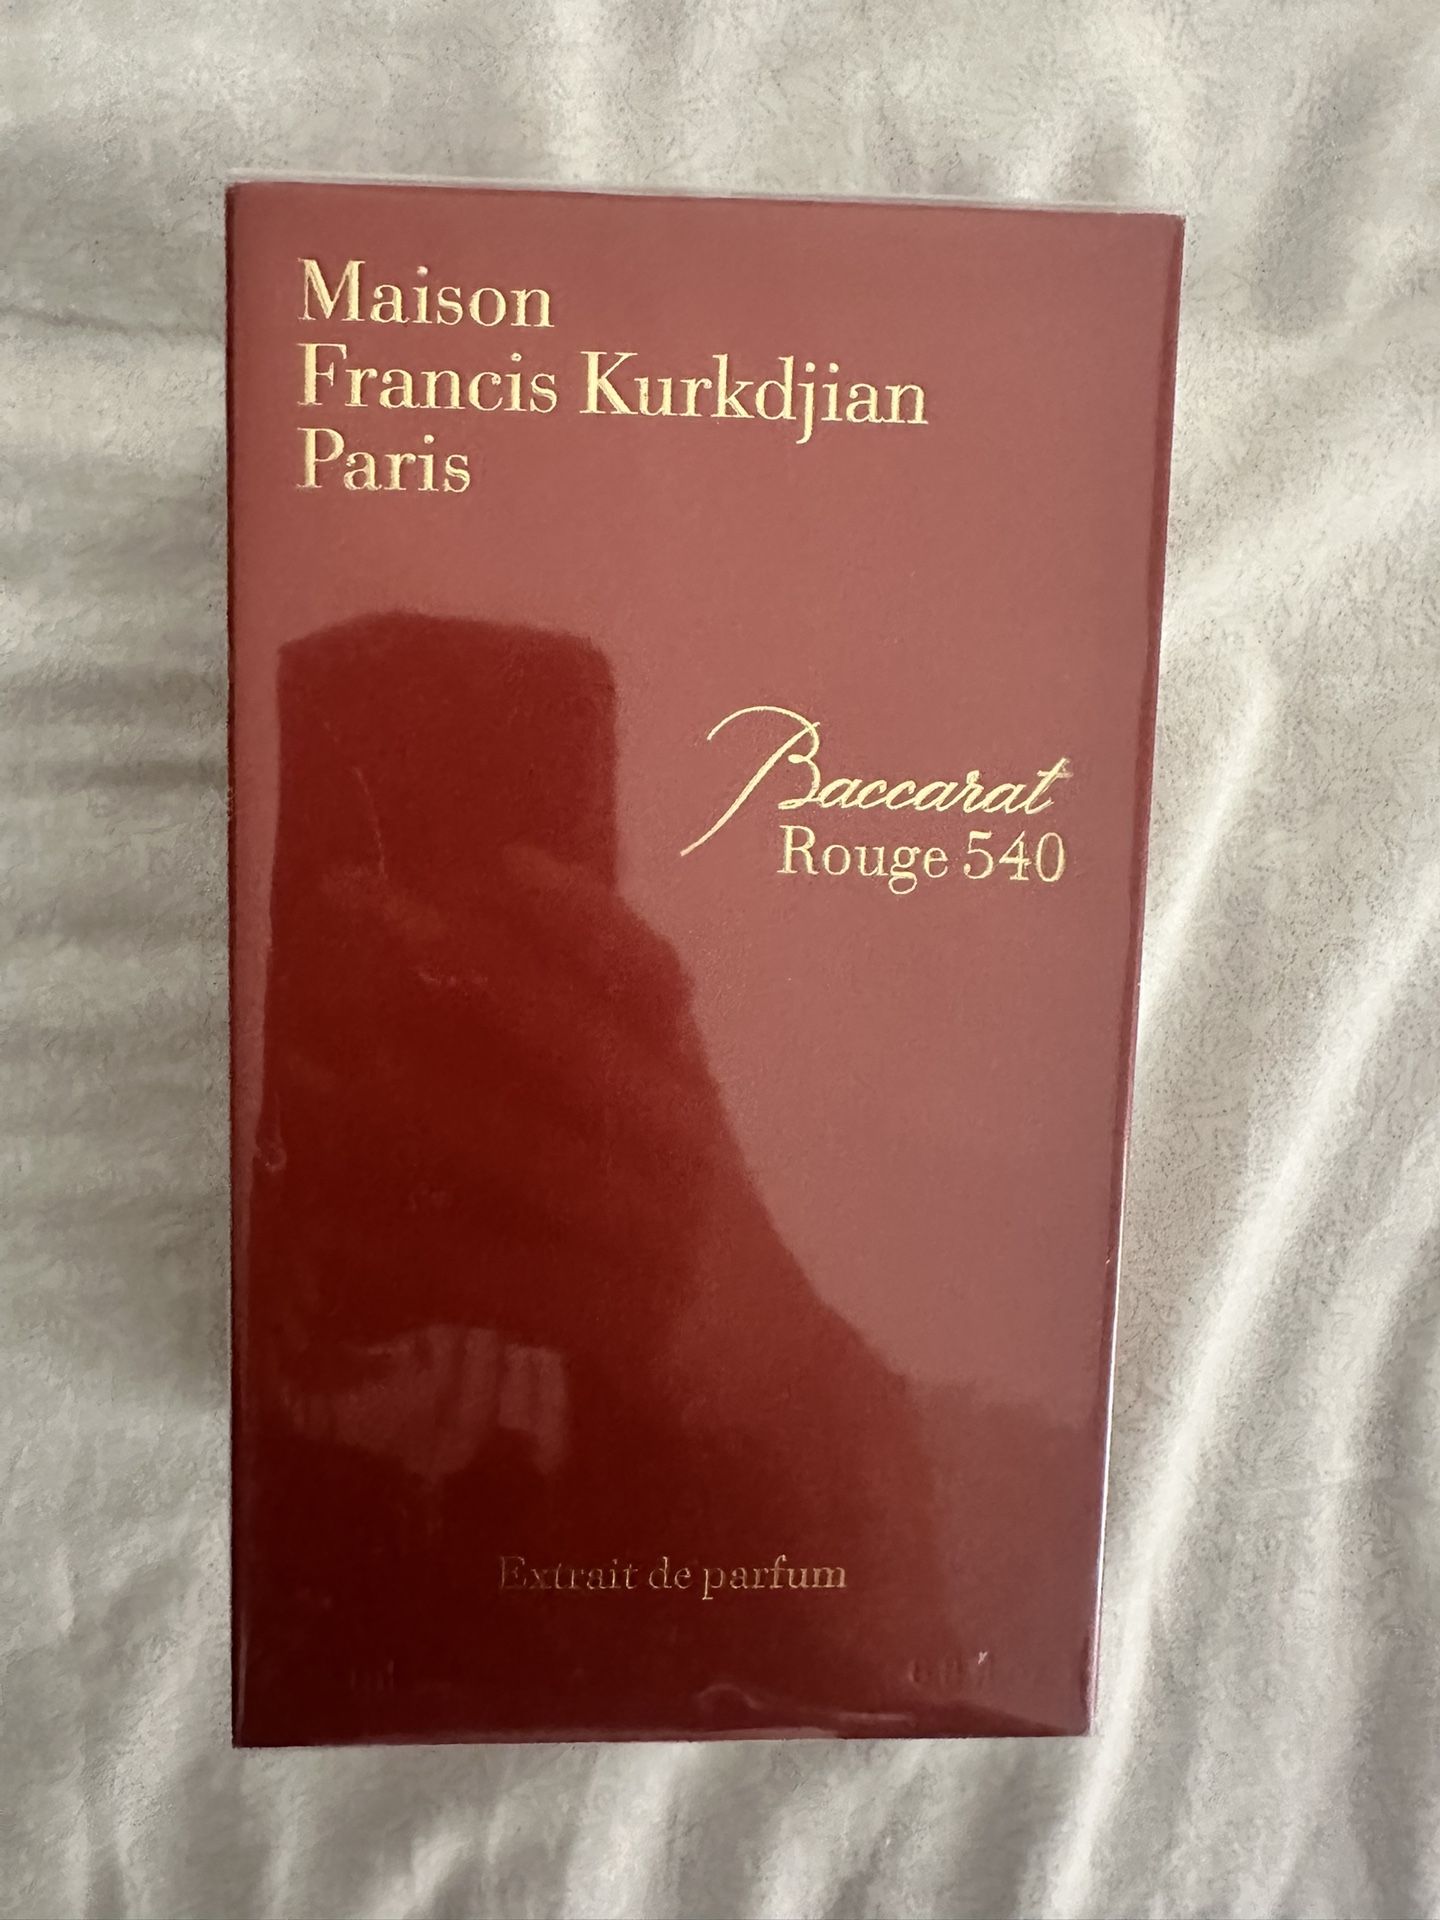 Maison
Francis Kurkdjian
Paris
Baccarat
Rouge 540
Extrait de parfum